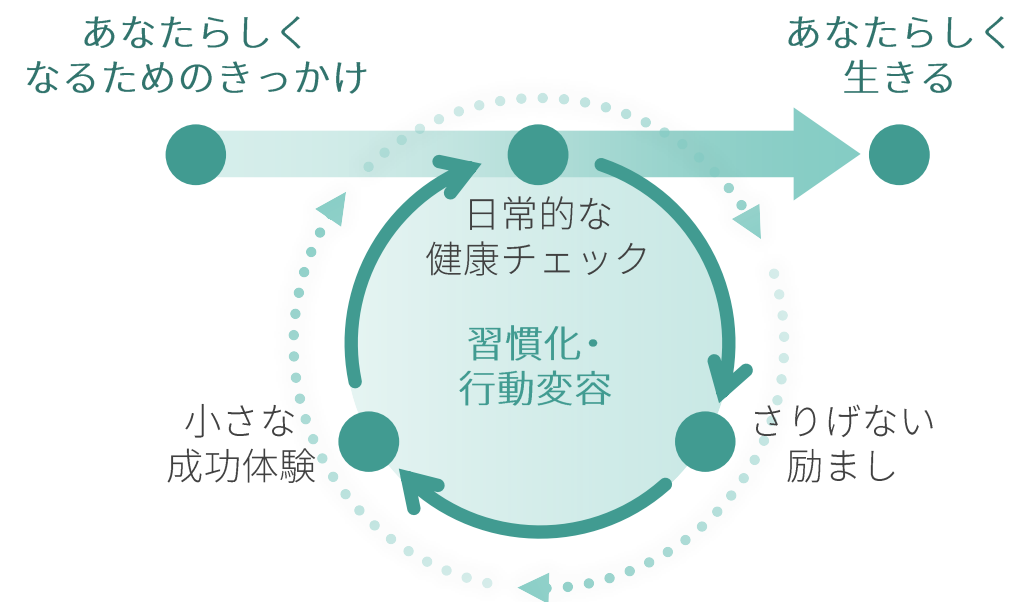 あなたらしく
なるためのきっかけ
あなたらしく
生きる
日常的な
健康チェック
習慣化・
行動変容
小さな
成功体験
さりげない
励まし